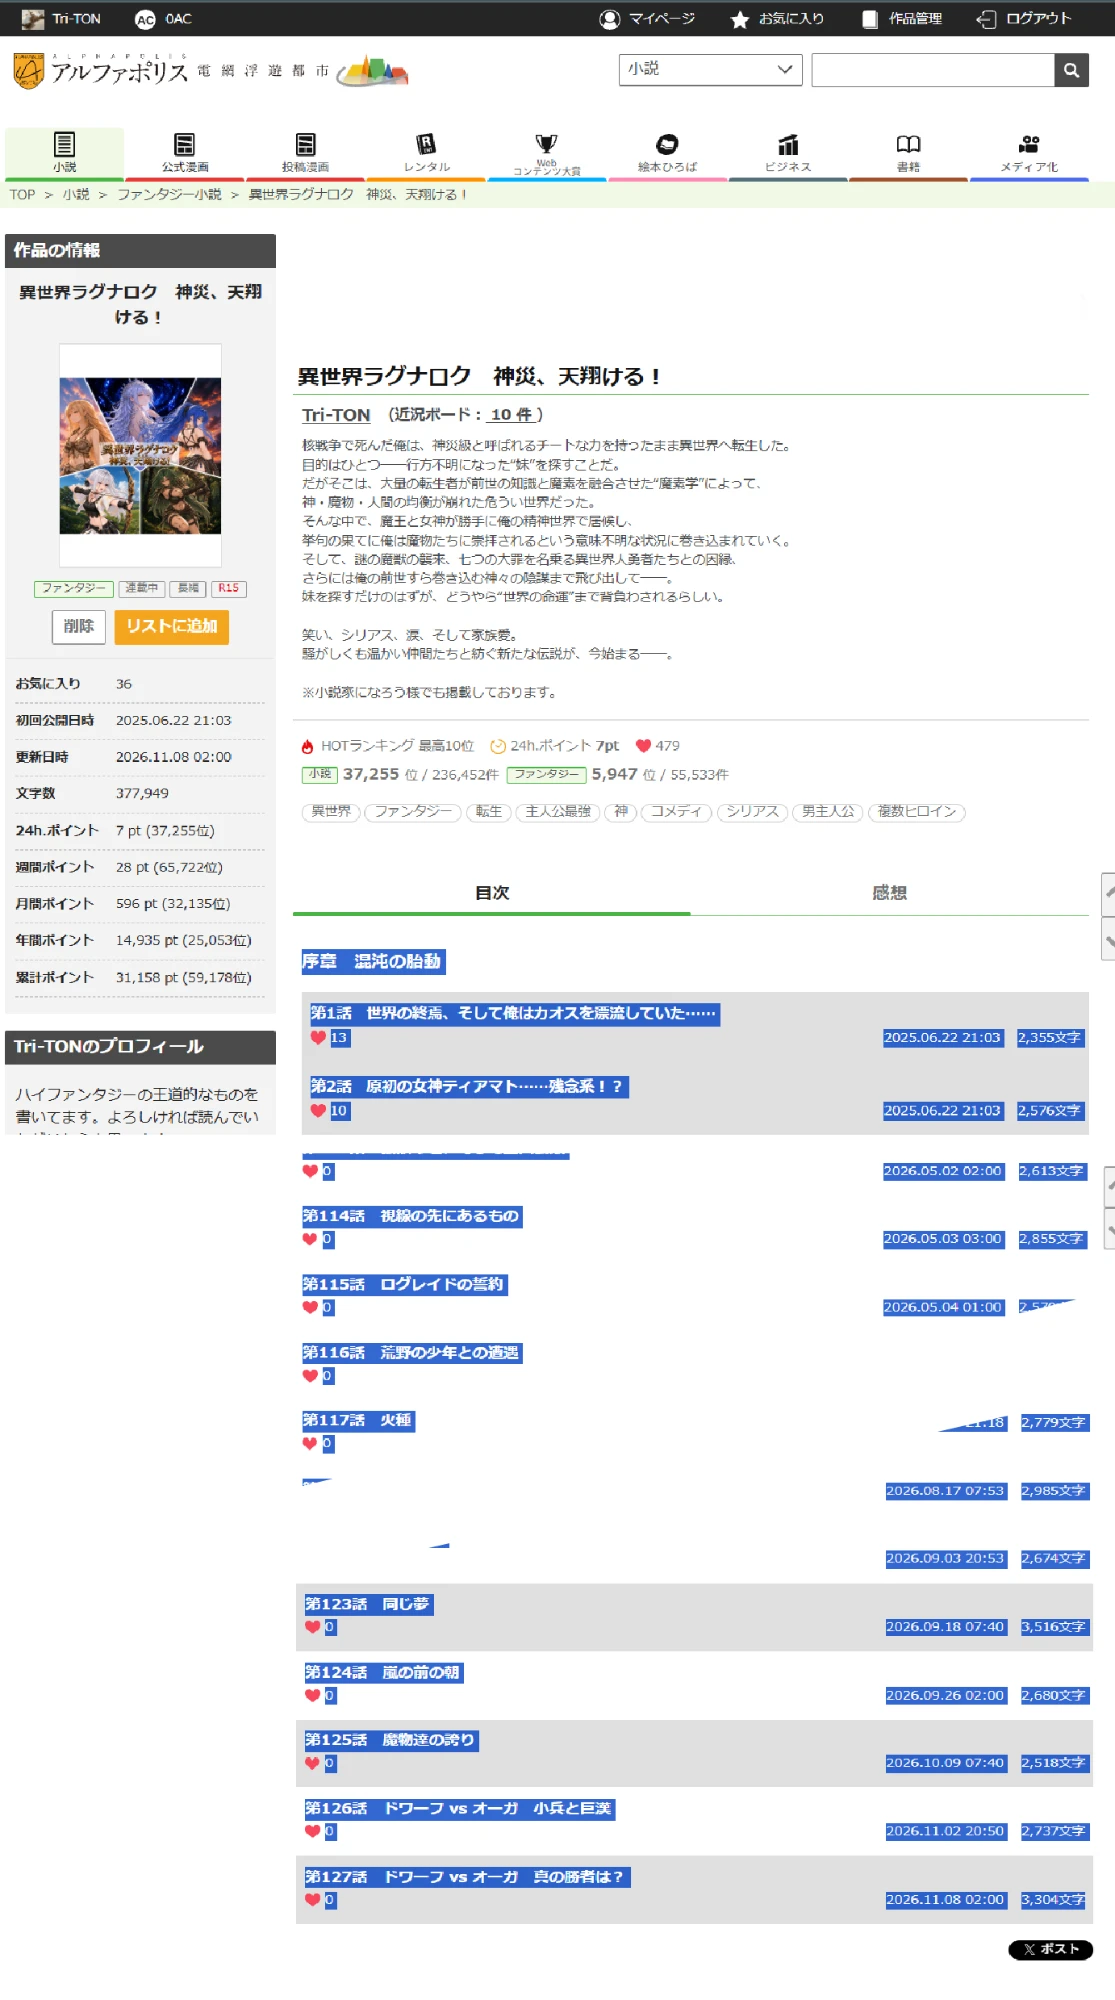 Tri-TON
AC 0AC
マイページ
お気に入り
作品管理
ログアウト
ALPHAPOLIS
アルファポリス 電網浮遊都市
小説
小説
公式漫画
投稿漫画
レンタル
Web
コンテンツ大賞
絵本ひろば
ビジネス
書籍
メディア化
TOP > 小説 > ファンタジー小説 > 異世界ラグナロク　神災、天翔ける！
作品の情報
異世界ラグナロク　神災、天翔
ける！
異世界ラグナロク
神災、天翔ける!
ファンタジー 連載中 長編 R15
削除
リストに追加
お気に入り 36
初回公開日時 2025.06.22 21:03
更新日時 2026.11.08 02:00
文字数 377,949
24h.ポイント 7 pt (37,255位)
週間ポイント 28 pt (65,722位)
月間ポイント 596 pt (32,135位)
年間ポイント 14,935 pt (25,053位)
累計ポイント 31,158 pt (59,178位)
Tri-TONのプロフィール
ハイファンタジーの王道的なものを
書いてます。よろしければ読んでい
異世界ラグナロク　神災、天翔ける！
Tri-TON （近況ボード： 10 件 ）
核戦争で死んだ俺は、神災級と呼ばれるチートな力を持ったまま異世界へ転生した。
目的はひとつ――行方不明になった“妹”を探すことだ。
だがそこは、大量の転生者が前世の知識と魔素を融合させた“魔素学”によって、
神・魔物・人間の均衡が崩れた危うい世界だった。
そんな中で、魔王と女神が勝手に俺の精神世界で居候し、
挙句の果てに俺は魔物たちに崇拝されるという意味不明な状況に巻き込まれていく。
そして、謎の魔獣の襲来、七つの大罪を名乗る異世界人勇者たちとの因縁、
さらには俺の前世すら巻き込む神々の陰謀まで飛び出して――。
妹を探すだけのはずが、どうやら“世界の命運”まで背負わされるらしい。
笑い、シリアス、涙、そして家族愛。
騒がしくも温かい仲間たちと紡ぐ新たな伝説が、今始まる――。
※小説家になろう様でも掲載しております。
HOTランキング 最高10位 24h.ポイント 7pt 479
小説 37,255 位 / 236,452件 ファンタジー 5,947 位 / 55,533件
異世界 ファンタジー 転生 主人公最強 神 コメディ シリアス 男主人公 複数ヒロイン
目次
感想
序章　混沌の胎動
第1話　世界の終焉、そして俺はカオスを漂流していた……
13 2025.06.22 21:03 2,355文字
第2話　原初の女神ティアマト……残念系！？
10 2025.06.22 21:03 2,576文字
0 2026.05.02 02:00 2,613文字
第114話　視線の先にあるもの
0 2026.05.03 03:00 2,855文字
第115話　ログレイドの誓約
0 2026.05.04 01:00
第116話　荒野の少年との遭遇
0
第117話　火種
2,779文字
0
2026.08.17 07:53 2,985文字
2026.09.03 20:53 2,674文字
第123話　同じ夢
0 2026.09.18 07:40 3,516文字
第124話　嵐の前の朝
0 2026.09.26 02:00 2,680文字
第125話　魔物達の誇り
0 2026.10.09 07:40 2,518文字
第126話　ドワーフ vs オーガ　小兵と巨漢
0 2026.11.02 20:50 2,737文字
第127話　ドワーフ vs オーガ　真の勝者は？
0 2026.11.08 02:00 3,304文字
X ポスト